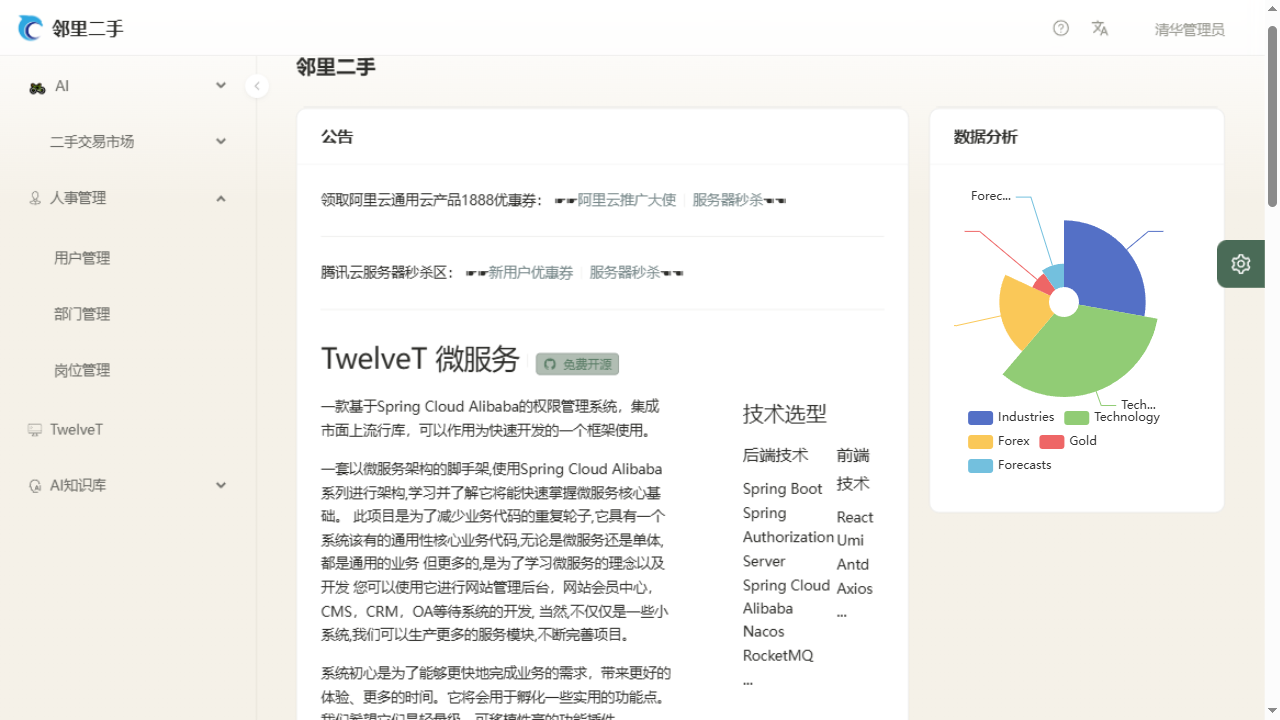 邻里二手
清华管理员
AI
二手交易市场
人事管理
用户管理
部门管理
岗位管理
TwelveT
AI知识库
邻里二手
公告
领取阿里云通用云产品1888优惠券： ☛☛阿里云推广大使 服务器秒杀☚☚
腾讯云服务器秒杀区： ☛☛新用户优惠券 服务器秒杀☚☚
TwelveT 微服务 免费开源
一款基于Spring Cloud Alibaba的权限管理系统，集成
市面上流行库，可以作用为快速开发的一个框架使用。
一套以微服务架构的脚手架,使用Spring Cloud Alibaba
系列进行架构,学习并了解它将能快速掌握微服务核心基
础。 此项目是为了减少业务代码的重复轮子,它具有一个
系统该有的通用性核心业务代码,无论是微服务还是单体,
都是通用的业务 但更多的,是为了学习微服务的理念以及
开发 您可以使用它进行网站管理后台，网站会员中心，
CMS，CRM，OA等待系统的开发, 当然,不仅仅是一些小
系统,我们可以生产更多的服务模块,不断完善项目。
系统初心是为了能够更快地完成业务的需求，带来更好的
体验、更多的时间。它将会用于孵化一些实用的功能点。
我们希望它们是轻量级，可移植性高的功能插件。
技术选型
后端技术
Spring Boot
Spring
Authorization
Server
Spring Cloud
Alibaba
Nacos
RocketMQ
...
前端
技术
React
Umi
Antd
Axios
...
数据分析
Forec...
Tech...
Industries
Technology
Forex
Gold
Forecasts